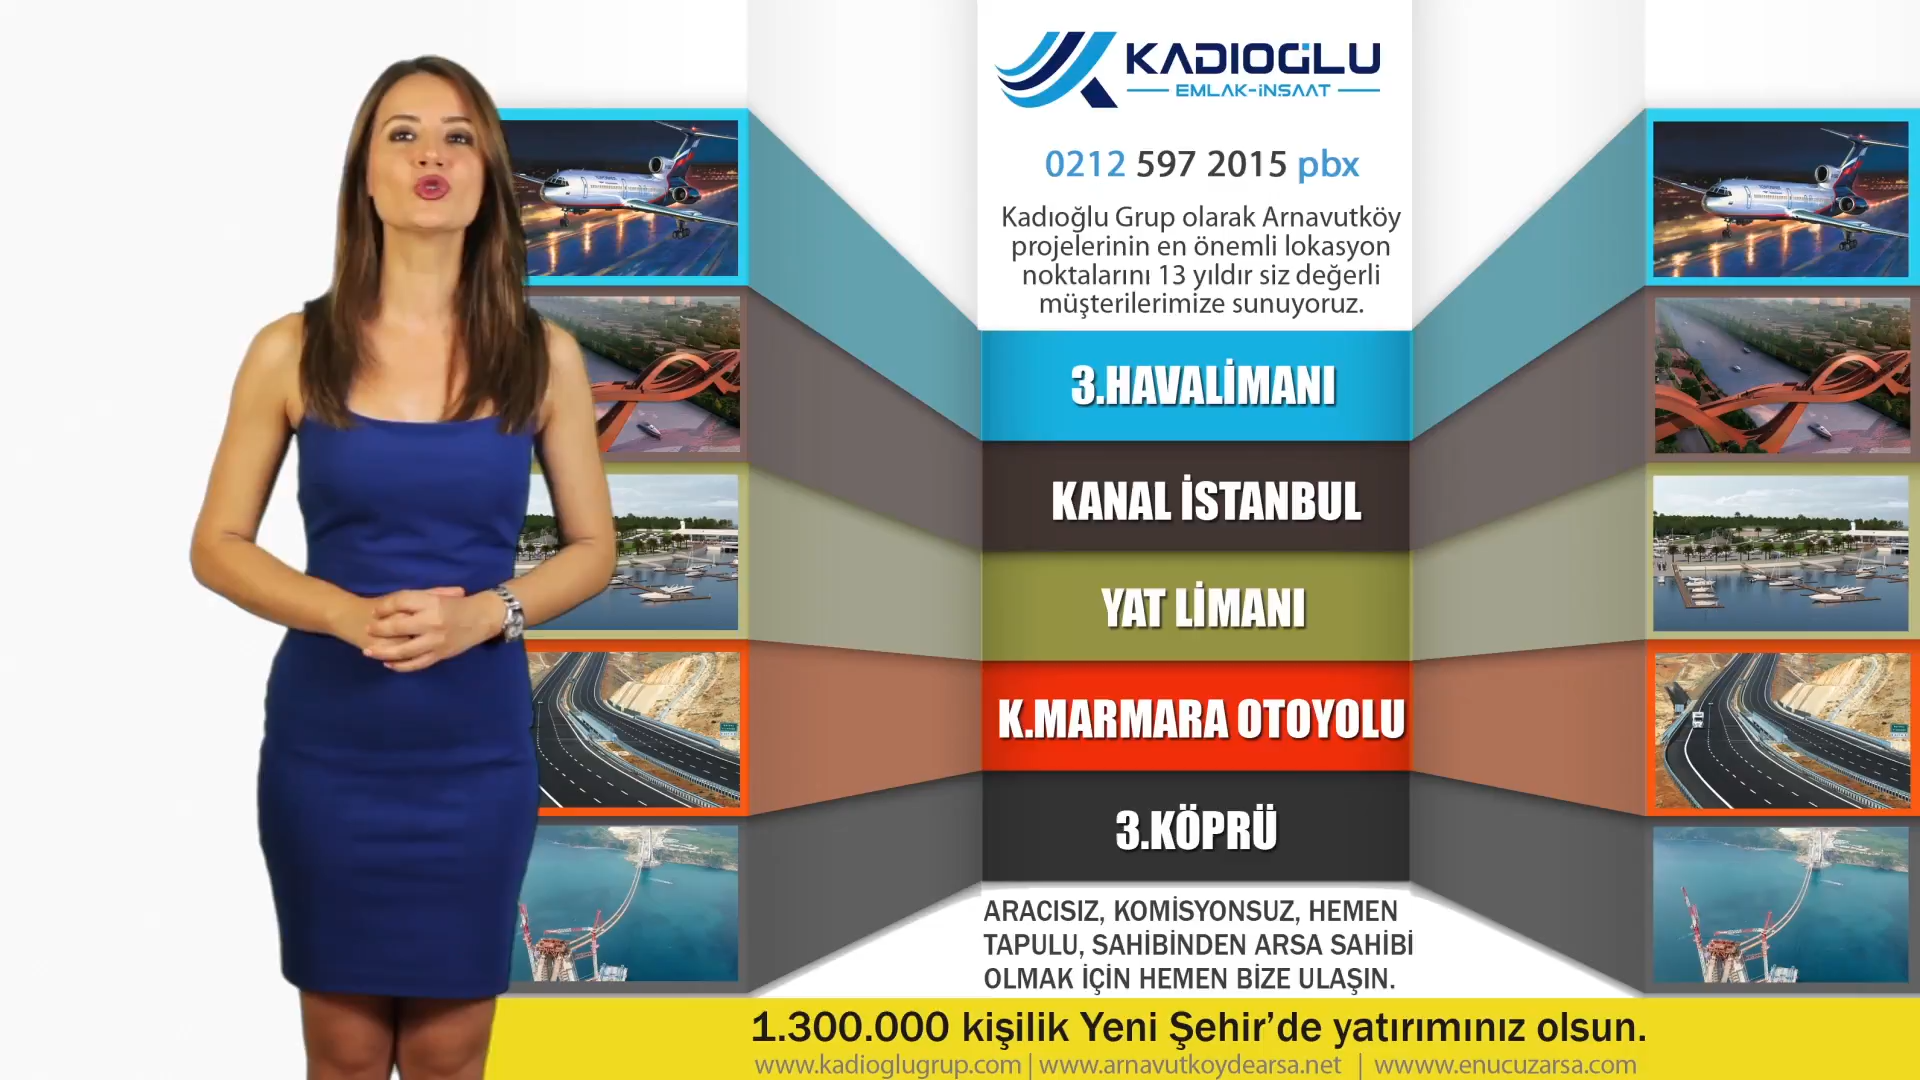 KADIOĞLU
EMLAK-İNSAAT
0212 597 2015 pbx
Kadıoğlu Grup olarak Arnavutköy
projelerinin en önemli lokasyon
noktalarını 13 yıldır siz değerli
müşterilerimize sunuyoruz.
3.HAVALİMANI
KANAL İSTANBUL
YAT LİMANI
K.MARMARA OTOYOLU
3.KÖPRÜ
ARACISIZ, KOMİSYONSUZ, HEMEN
TAPULU, SAHİBİNDEN ARSA SAHİBİ
OLMAK İÇİN HEMEN BİZE ULAŞIN.
1.300.000 kişilik Yeni Şehir’de yatırımınız olsun.
www.kadioglugrup.com | www.arnavutkoydearsa.net | www.enucuzarsa.com